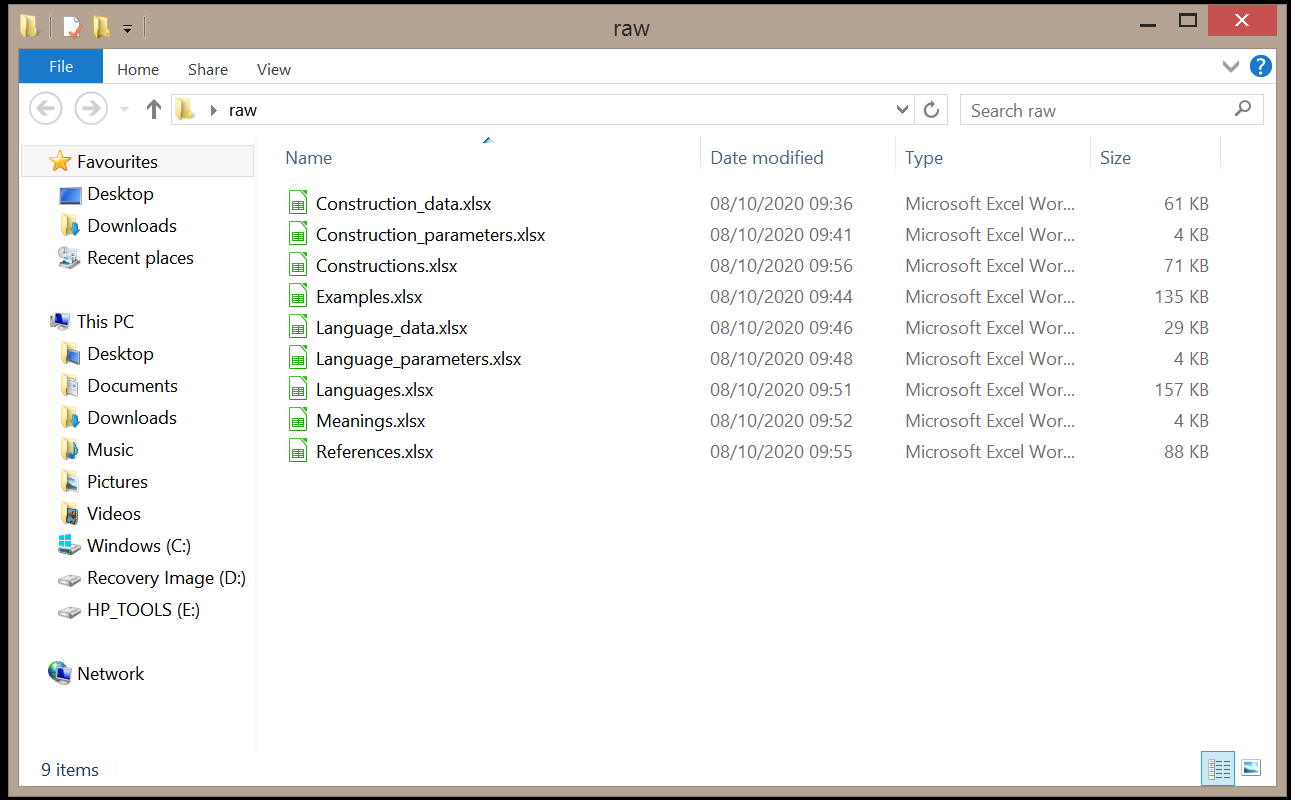 raw
File Home Share View
raw Search raw
Name Date modified Type Size
Favourites
Desktop
Downloads
Recent places
This PC
Desktop
Documents
Downloads
Music
Pictures
Videos
Windows (C:)
Recovery Image (D:)
HP_TOOLS (E:)
Network
Construction_data.xlsx 08/10/2020 09:36 Microsoft Excel Wor... 61 KB
Construction_parameters.xlsx 08/10/2020 09:41 Microsoft Excel Wor... 4 KB
Constructions.xlsx 08/10/2020 09:56 Microsoft Excel Wor... 71 KB
Examples.xlsx 08/10/2020 09:44 Microsoft Excel Wor... 135 KB
Language_data.xlsx 08/10/2020 09:46 Microsoft Excel Wor... 29 KB
Language_parameters.xlsx 08/10/2020 09:48 Microsoft Excel Wor... 4 KB
Languages.xlsx 08/10/2020 09:51 Microsoft Excel Wor... 157 KB
Meanings.xlsx 08/10/2020 09:52 Microsoft Excel Wor... 4 KB
References.xlsx 08/10/2020 09:55 Microsoft Excel Wor... 88 KB
9 items